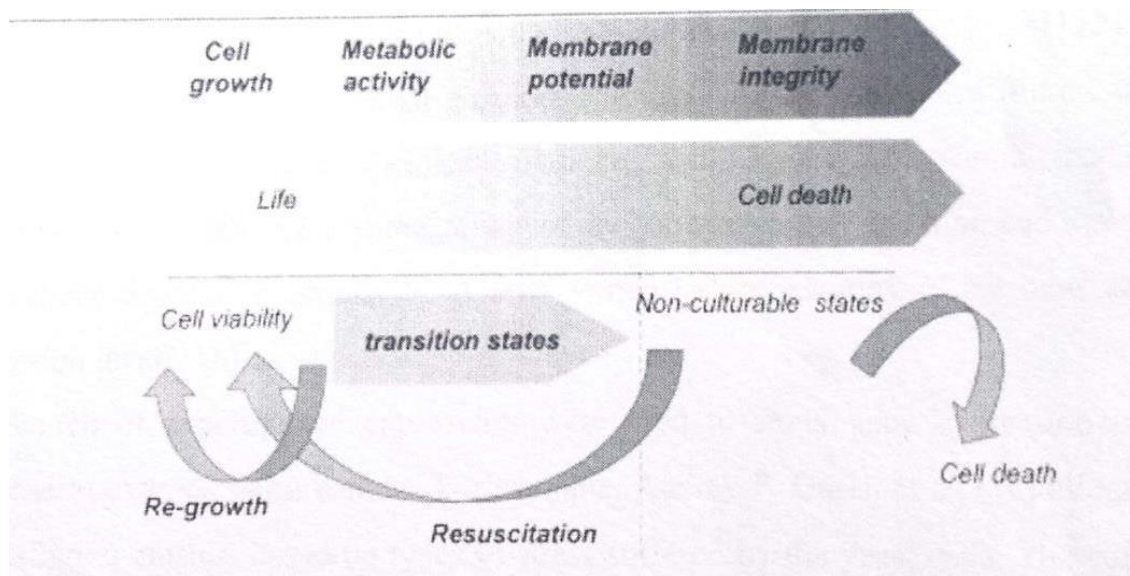 Cell growth
Metabolic activity
Membrane potential
Membrane integrity
Life
Cell death
Cell viability
transition states
Non-culturable states
Re-growth
Resuscitation
Cell death